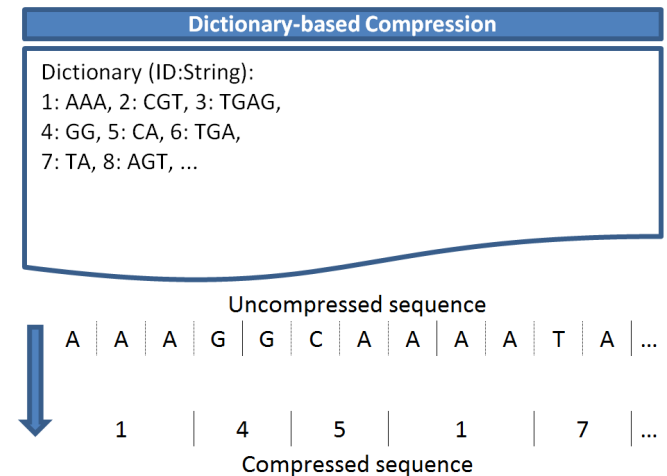 Dictionary-based Compression
Dictionary (ID:String):
1: AAA, 2: CGT, 3: TGAG,
4: GG, 5: CA, 6: TGA,
7: TA, 8: AGT, ...
Uncompressed sequence
A A A G G C A A A A T A ...
1 4 5 1 7 ...
Compressed sequence